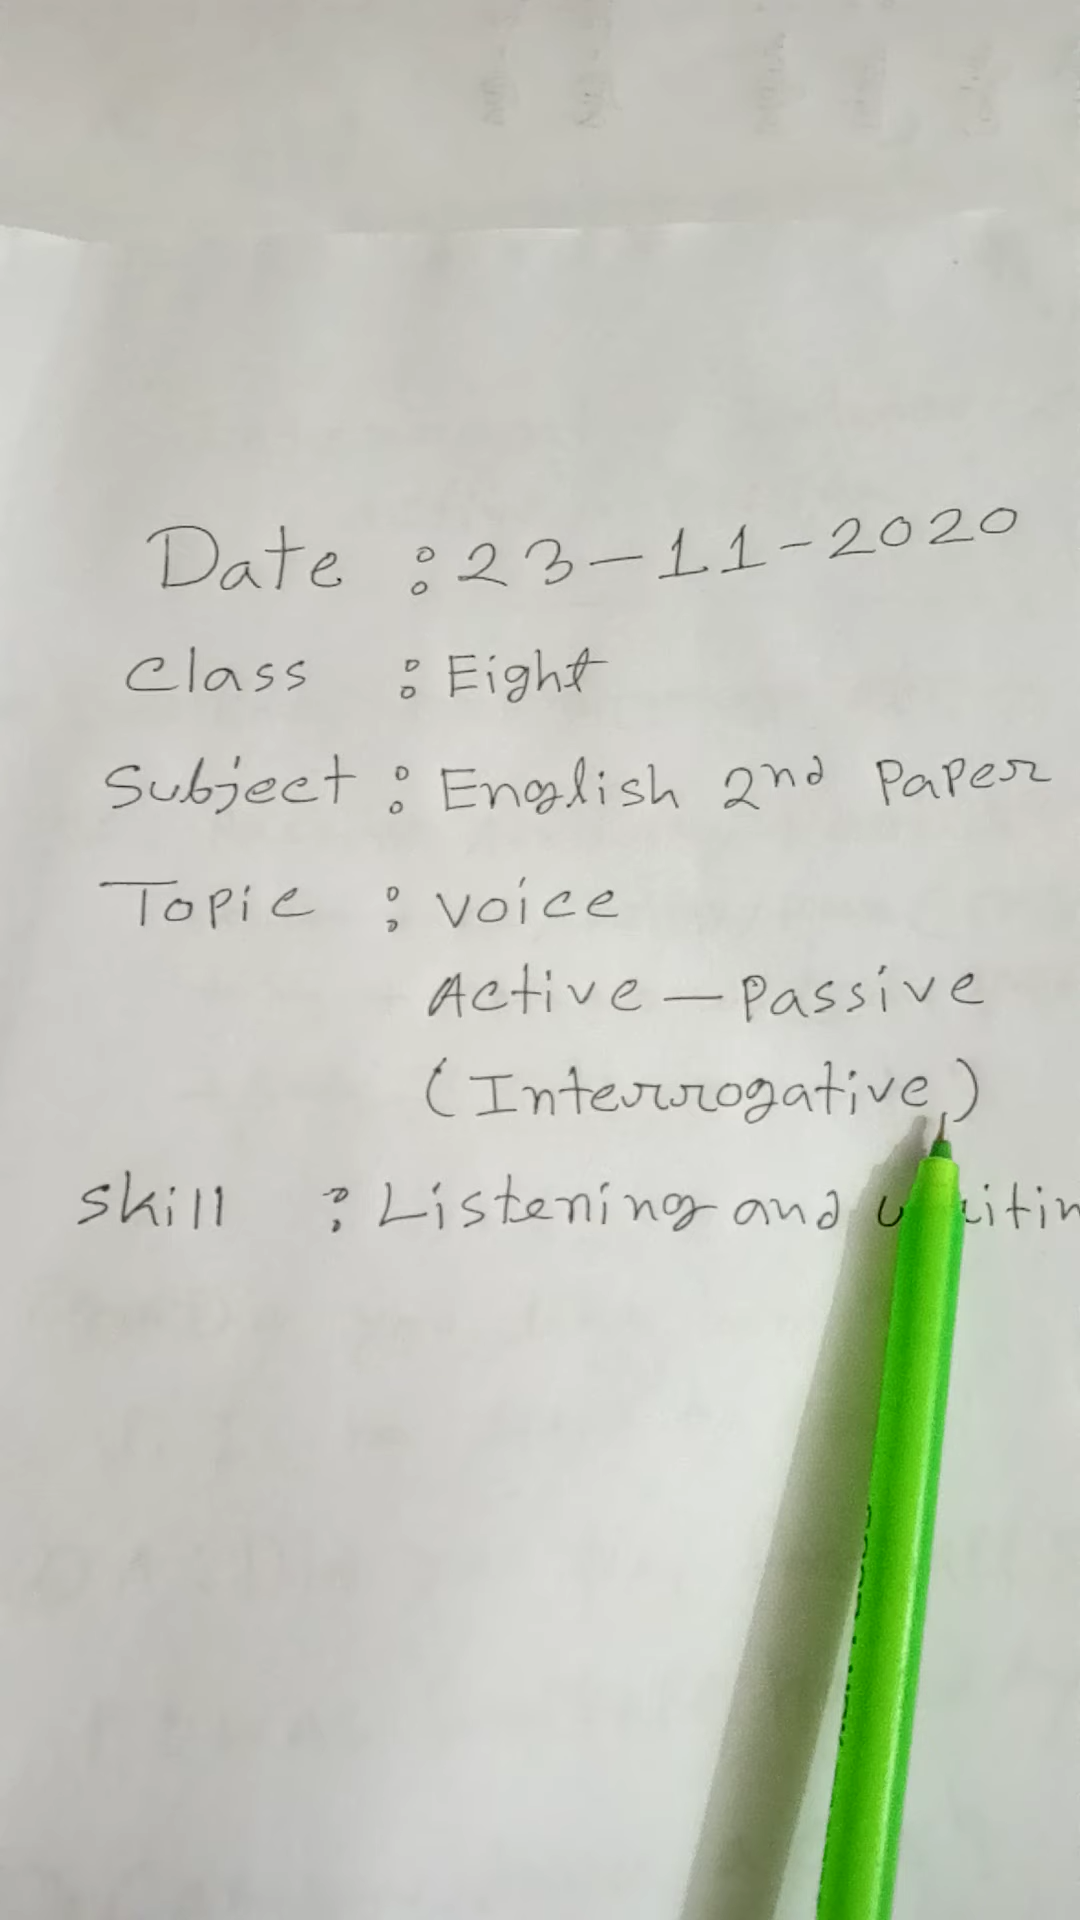 Date : 23-11-2020
Class : Eight
Subject : English 2nd Paper
Topic : voice
Active - Passive
(Interrogative)
Skill : Listening and